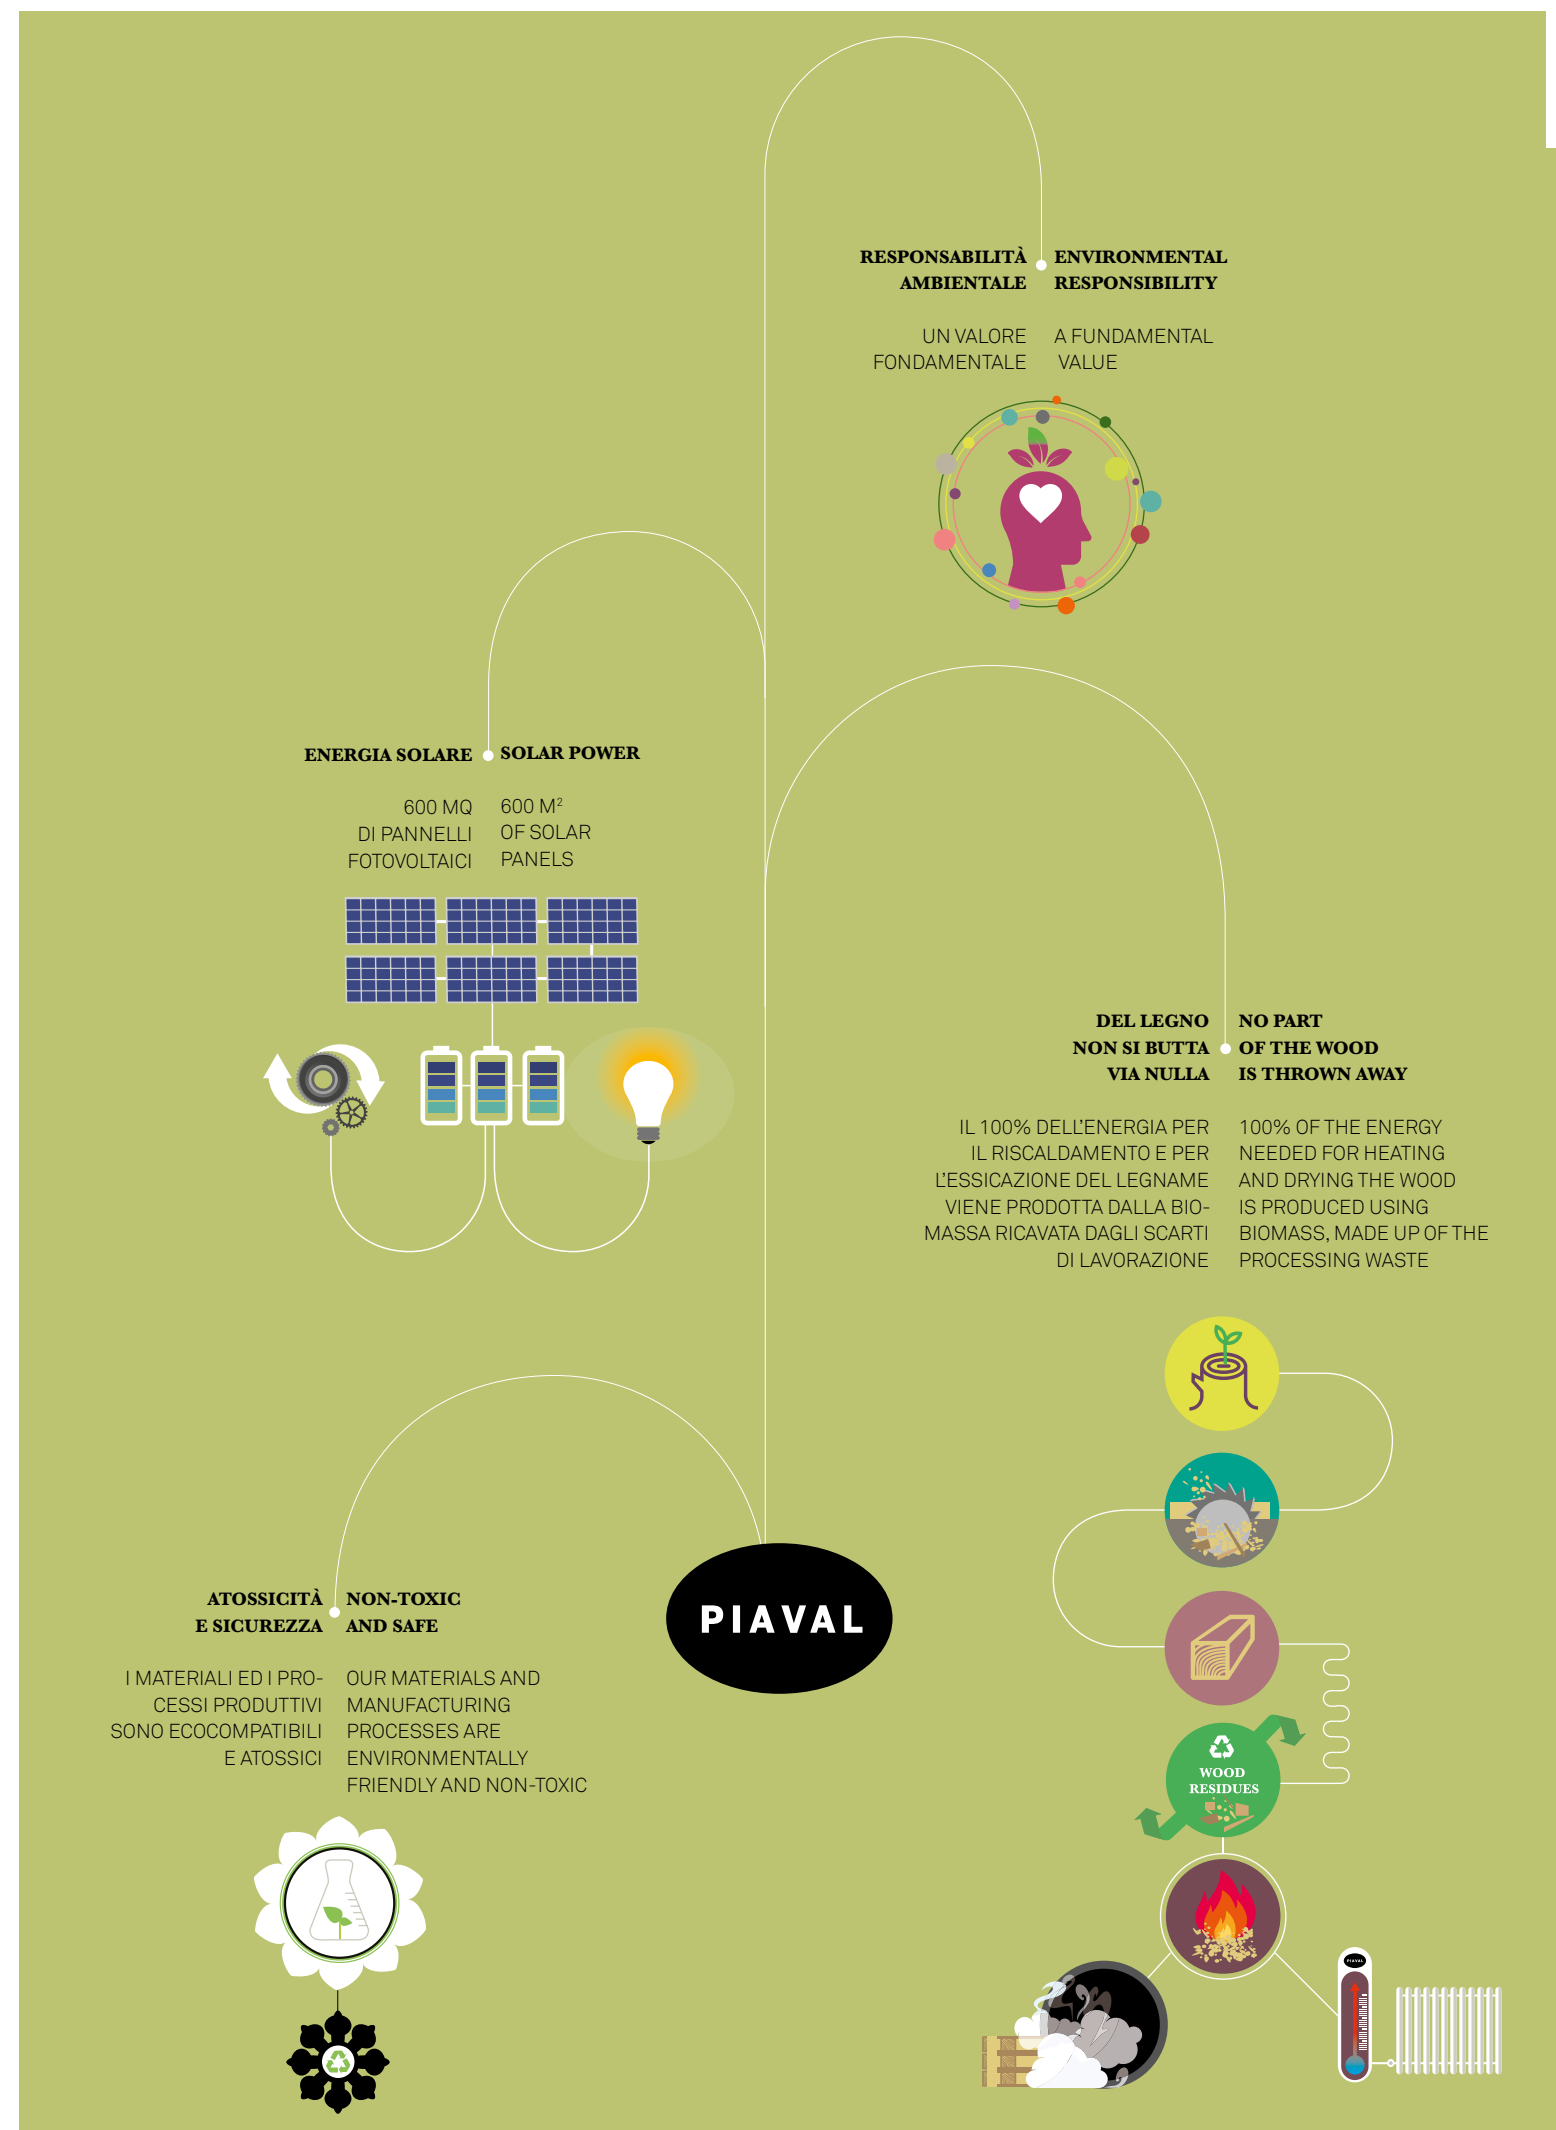 RESPONSABILITÀ
AMBIENTALE
UN VALORE
FONDAMENTALE
ENVIRONMENTAL
RESPONSIBILITY
A FUNDAMENTAL
VALUE
ENERGIA SOLARE
600 MQ
DI PANNELLI
FOTOVOLTAICI
SOLAR POWER
600 M²
OF SOLAR
PANELS
DEL LEGNO
NON SI BUTTA
VIA NULLA
IL 100% DELL'ENERGIA PER
IL RISCALDAMENTO E PER
L'ESSICAZIONE DEL LEGNAME
VIENE PRODOTTA DALLA BIO-
MASSA RICAVATA DAGLI SCARTI
DI LAVORAZIONE
NO PART
OF THE WOOD
IS THROWN AWAY
100% OF THE ENERGY
NEEDED FOR HEATING
AND DRYING THE WOOD
IS PRODUCED USING
BIOMASS, MADE UP OF THE
PROCESSING WASTE
ATOSSICITÀ
E SICUREZZA
I MATERIALI ED I PRO-
CESSI PRODUTTIVI
SONO ECOCOMPATIBILI
E ATOSSICI
NON-TOXIC
AND SAFE
OUR MATERIALS AND
MANUFACTURING
PROCESSES ARE
ENVIRONMENTALLY
FRIENDLY AND NON-TOXIC
PIAVAL
WOOD
RESIDUES
PIAVAL